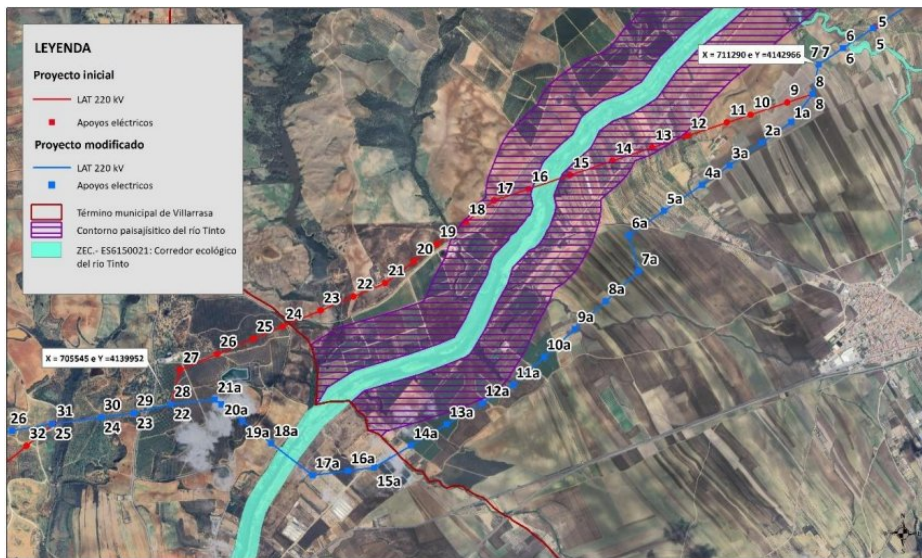 LEYENDA
Proyecto inicial
LAT 220 kV
Apoyos eléctricos
Proyecto modificado
LAT 220 kV
Apoyos electricos
Término municipal de Villarrasa
Contorno paisajísitico del río Tinto
ZEC.- ES6150021: Corredor ecológico
del río Tinto
X = 711290 e Y =4142966
X = 705545 e Y =4139952
5
6
5
7 7
6
8
9
8
10
11
1a
12
2a
13
3a
14
4a
15
16
5a
17
18
6a
19
20
7a
21
8a
22
23
9a
24
25
10a
26
11a
27
12a
28
21a
22
20a
13a
29
30
31
23
24
25
26
32
19a
18a
14a
17a
16a
15a